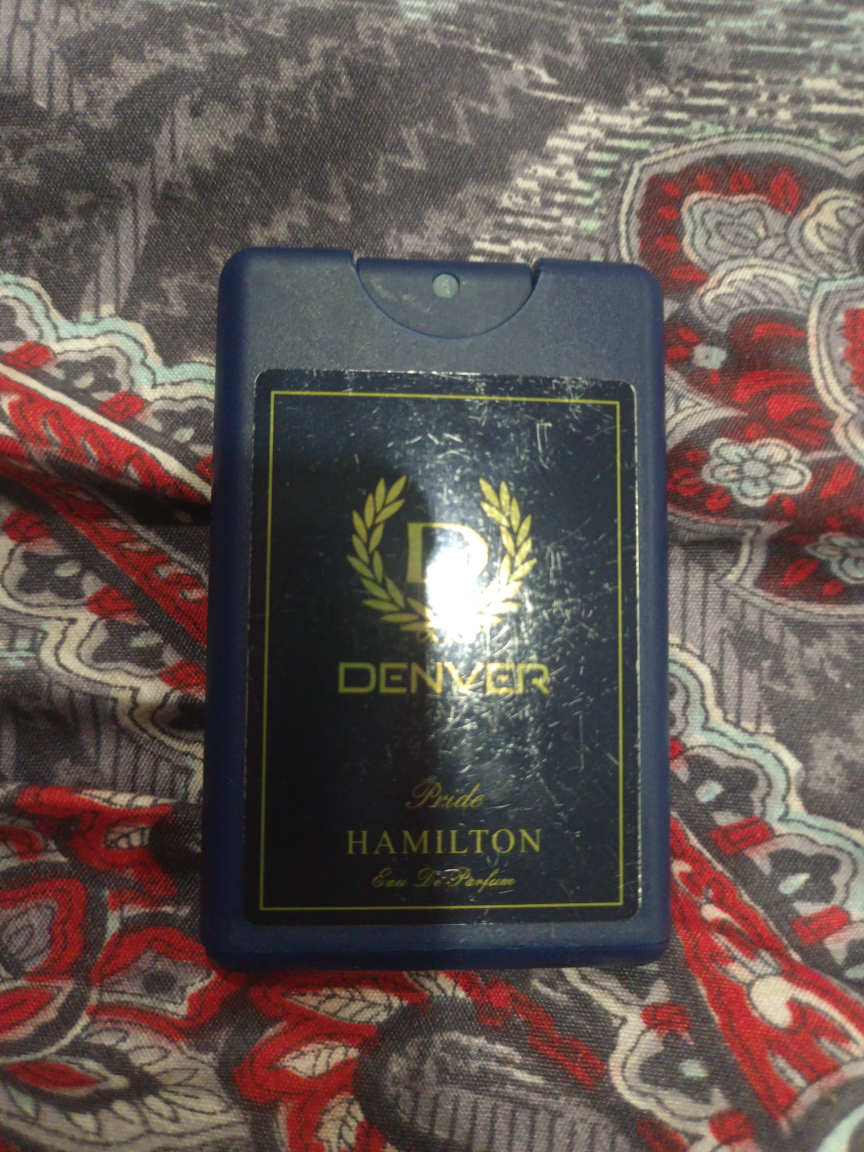 D
DENVER
Pride
HAMILTON
Eau De Parfum